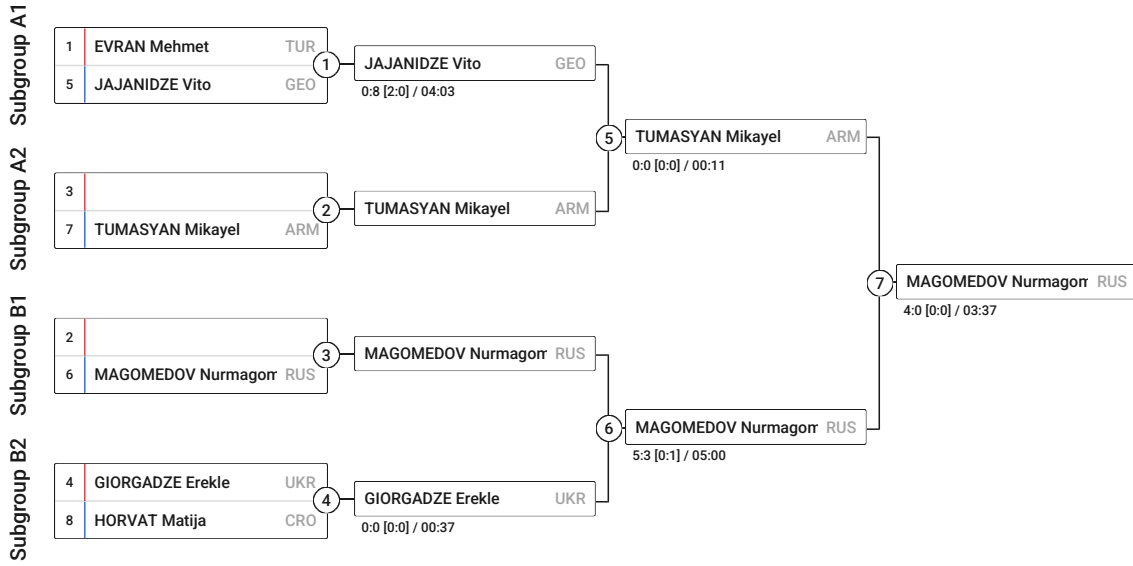 Subgroup A1
1 EVRAN Mehmet TUR
5 JAJANIDZE Vito GEO
1
JAJANIDZE Vito GEO
0:8 [2:0] / 04:03
Subgroup A2
3
7 TUMASYAN Mikayel ARM
2
TUMASYAN Mikayel ARM
5
TUMASYAN Mikayel ARM
0:0 [0:0] / 00:11
Subgroup B1
2
6 MAGOMEDOV Nurmagom RUS
3
MAGOMEDOV Nurmagom RUS
Subgroup B2
4 GIORGADZE Erekle UKR
8 HORVAT Matija CRO
4
GIORGADZE Erekle UKR
0:0 [0:0] / 00:37
6
MAGOMEDOV Nurmagom RUS
5:3 [0:1] / 05:00
7
MAGOMEDOV Nurmagom RUS
4:0 [0:0] / 03:37